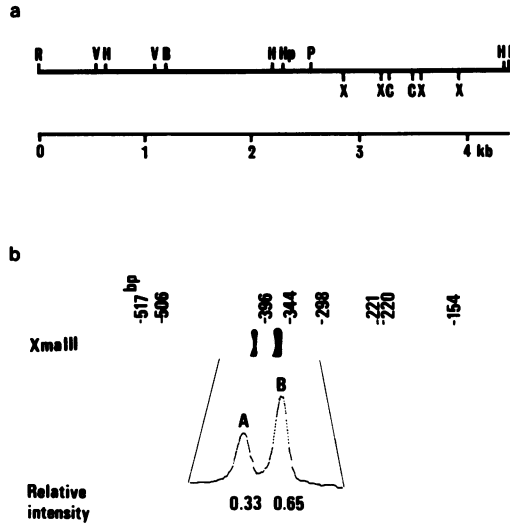 a
R V H V B H Hp P H
X X C C X X
0 1 2 3 4 kb
b
bp
-517 -506 -396 -344 -298 -221 -220 -154
XmaIII
A B
Relative 0.33 0.65
intensity